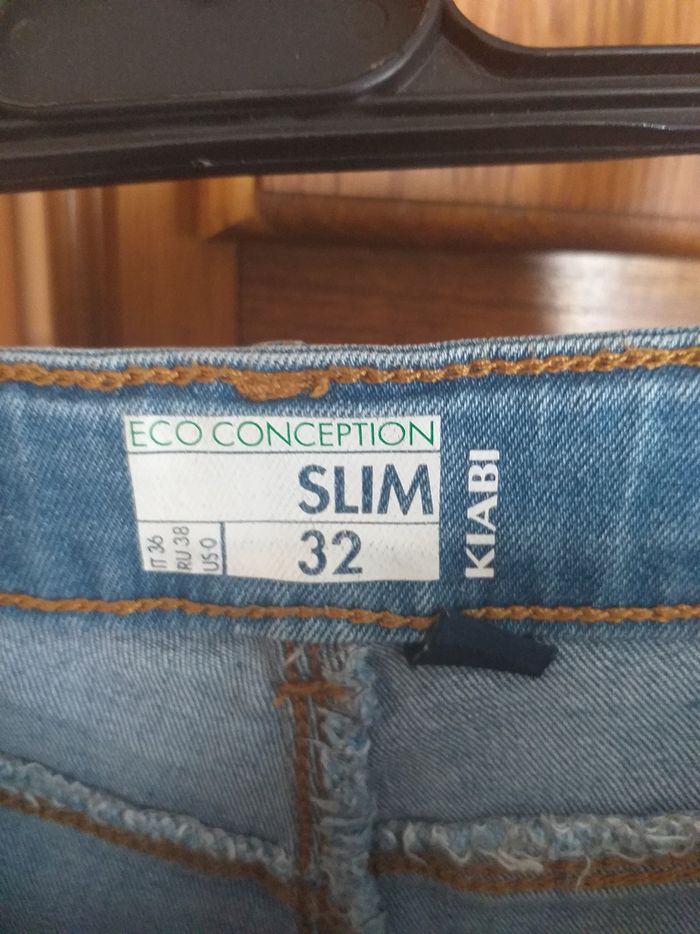 ECO CONCEPTION
SLIM
IT 36
RU 38
US 0
32
KIABI